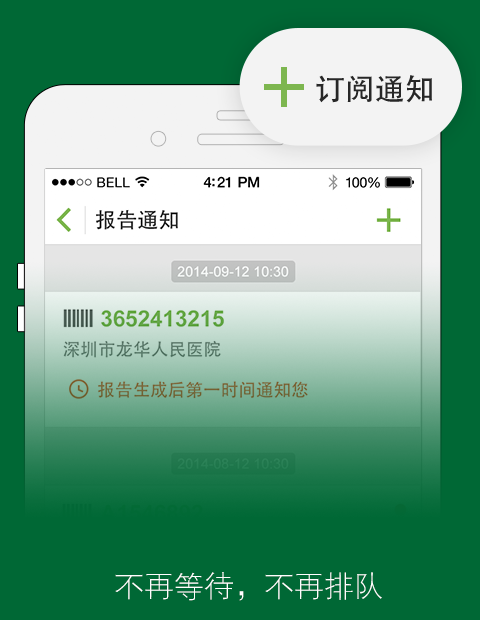 订阅通知
BELL 4:21 PM 100%
报告通知
2014-09-12 10:30
3652413215
深圳市龙华人民医院
报告生成后第一时间通知您
2014-08-12 10:30
不再等待，不再排队